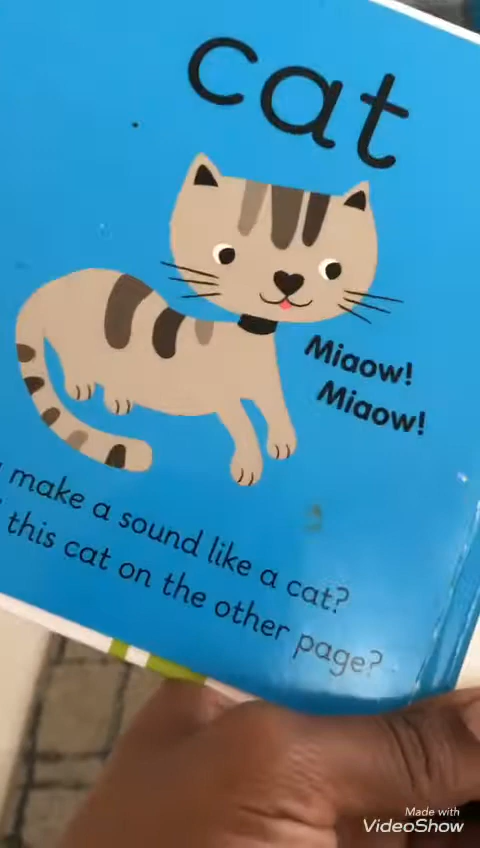 cat
Miaow!
Miaow!
make a sound like a cat?
this cat on the other page?
Made with
VideoShow